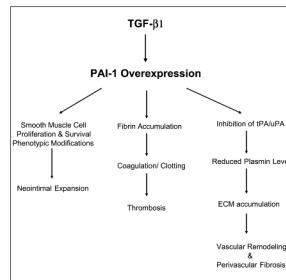 TGF-β1
PAI-1 Overexpression
Smooth Muscle Cell
Proliferation & Survival
Phenotypic Modifications
Neointimal Expansion
Fibrin Accumulation
Coagulation/ Clotting
Thrombosis
Inhibition of tPA/uPA
Reduced Plasmin Leve
ECM accumulation
Vascular Remodeling
&
Perivascular Fibrosis